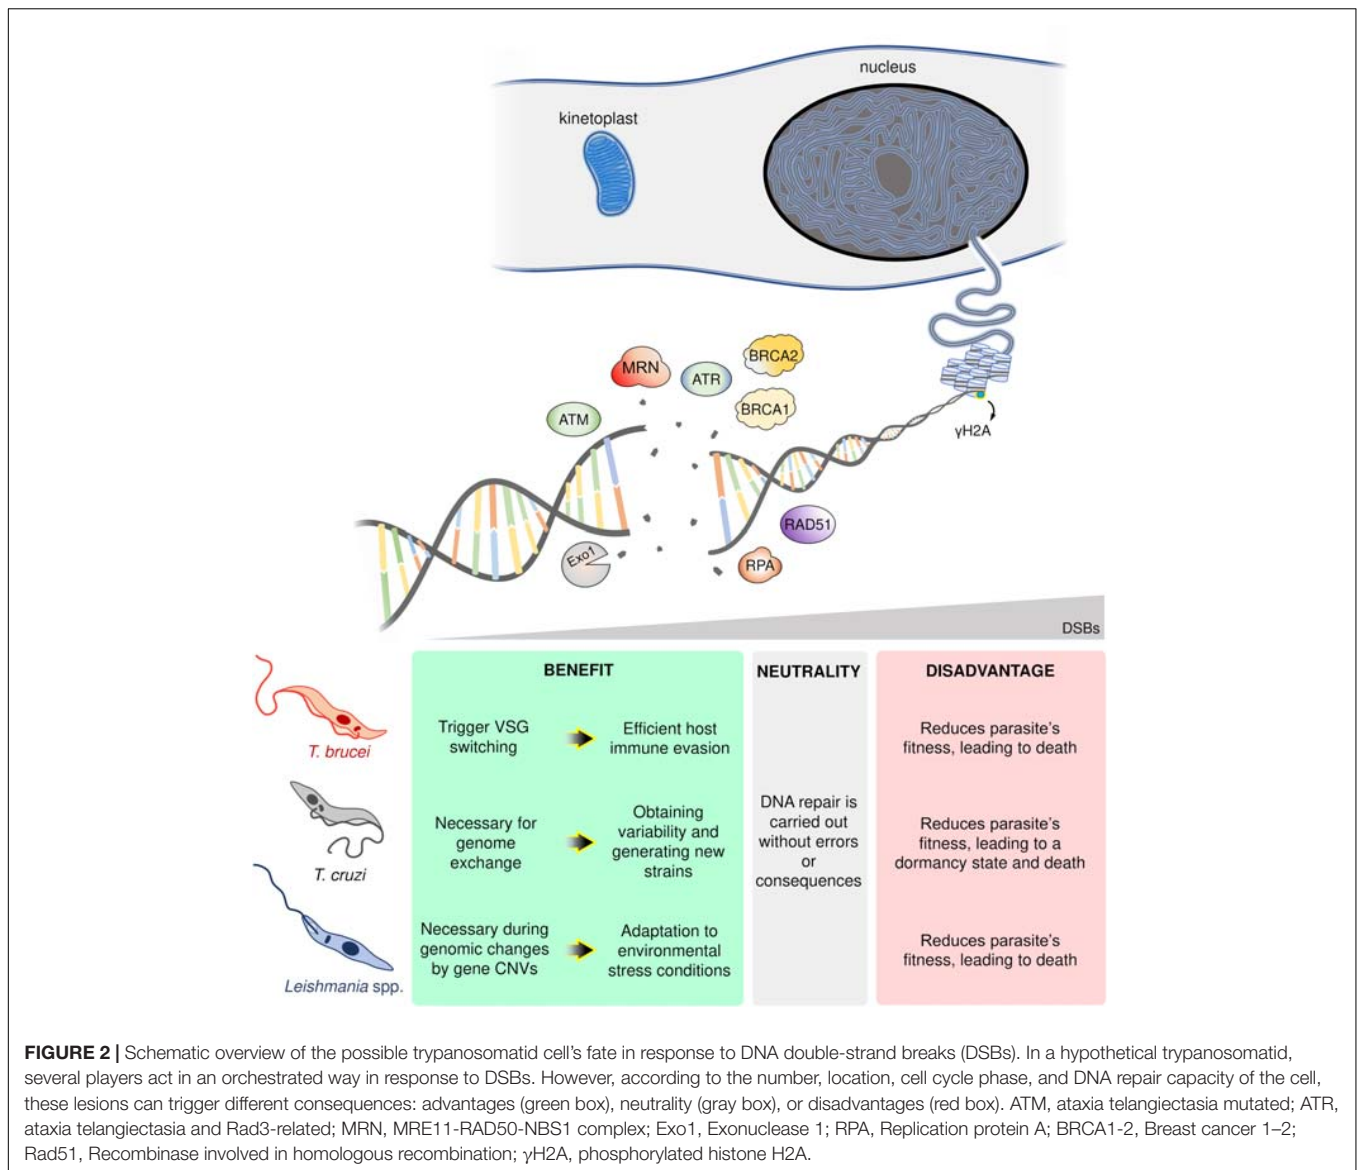 nucleus
kinetoplast
MRN
ATR
BRCA2
BRCA1
ATM
γH2A
RAD51
Exo1
RPA
DSBs
BENEFIT
NEUTRALITY
DISADVANTAGE
T. brucei
Trigger VSG
switching
Efficient host
immune evasion
Reduces parasite's
fitness, leading to death
T. cruzi
Necessary for
genome
exchange
Obtaining
variability and
generating new
strains
DNA repair is
carried out
without errors
or
consequences
Reduces parasite's
fitness, leading to a
dormancy state and death
Leishmania spp.
Necessary during
genomic changes
by gene CNVs
Adaptation to
environmental
stress conditions
Reduces parasite's
fitness, leading to death
FIGURE 2 | Schematic overview of the possible trypanosomatid cell's fate in response to DNA double-strand breaks (DSBs). In a hypothetical trypanosomatid,
several players act in an orchestrated way in response to DSBs. However, according to the number, location, cell cycle phase, and DNA repair capacity of the cell,
these lesions can trigger different consequences: advantages (green box), neutrality (gray box), or disadvantages (red box). ATM, ataxia telangiectasia mutated; ATR,
ataxia telangiectasia and Rad3-related; MRN, MRE11-RAD50-NBS1 complex; Exo1, Exonuclease 1; RPA, Replication protein A; BRCA1-2, Breast cancer 1–2;
Rad51, Recombinase involved in homologous recombination; γH2A, phosphorylated histone H2A.